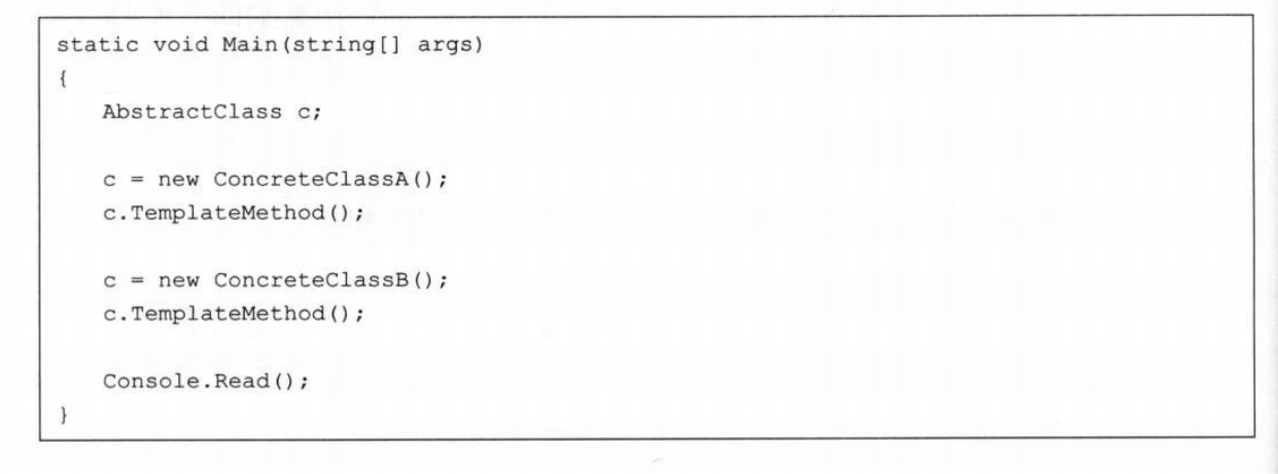 static void Main(string[] args)
{
AbstractClass c;
c = new ConcreteClassA();
c.TemplateMethod();
c = new ConcreteClassB();
c.TemplateMethod();
Console.Read();
}